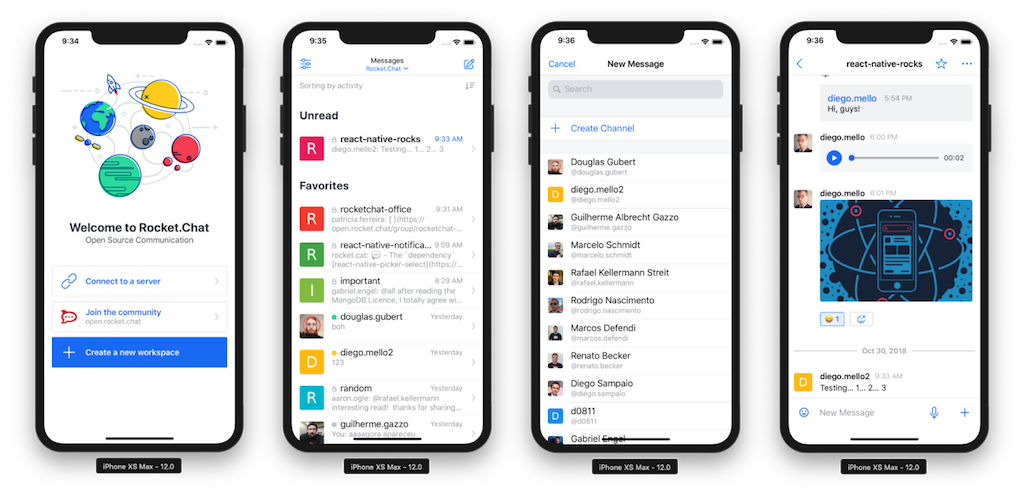 9:34
Welcome to Rocket.Chat
Open Source Communication
Connect to a server
Join the community
open.rocket.chat
Create a new workspace
iPhone XS Max - 12.0
9:35
Messages
Rocket.Chat
Sorting by activity
Unread
R
react-native-rocks 9:33 AM
diego.mello2: Testing... 1... 2... 3
Favorites
R
rocketchat-office 9:31 AM
patricia.ferreira: [ ](https://
open.rocket.chat/group/rocketchat-...
R
react-native-notifica... 9:09 AM
rocket.cat: 💬 - The `dependency`
[react-native-picker-select](https:/...
I
important 8:29 AM
gabriel.engel: @all after reading the
MongoDB Licence, I totally agree wi...
douglas.gubert Yesterday
boh
D
diego.mello2 Yesterday
123
R
random Yesterday
aaron.ogle: @rafael.kellermann
interesting read! thanks for sharing...
guilherme.gazzo Yesterday
You: aaaagora apareceu
iPhone XS Max - 12.0
9:36
Cancel New Message
Search
Create Channel
Douglas Gubert
@douglas.gubert
D
diego.mello2
@diego.mello2
Guilherme Albrecht Gazzo
@guilherme.gazzo
Marcelo Schmidt
@marcelo.schmidt
Rafael Kellermann Streit
@rafael.kellermann
Rodrigo Nascimento
@rodrigo.nascimento
Marcos Defendi
@marcos.defendi
Renato Becker
@renato.becker
Diego Sampaio
@diego.sampaio
D
d0811
@d0811
Gabriel Engel
iPhone XS Max - 12.0
9:36
react-native-rocks
diego.mello 5:54 PM
Hi, guys!
diego.mello 6:00 PM
00:02
diego.mello 6:01 PM
1
Oct 30, 2018
D
diego.mello2 9:33 AM
Testing... 1... 2... 3
New Message
iPhone XS Max - 12.0